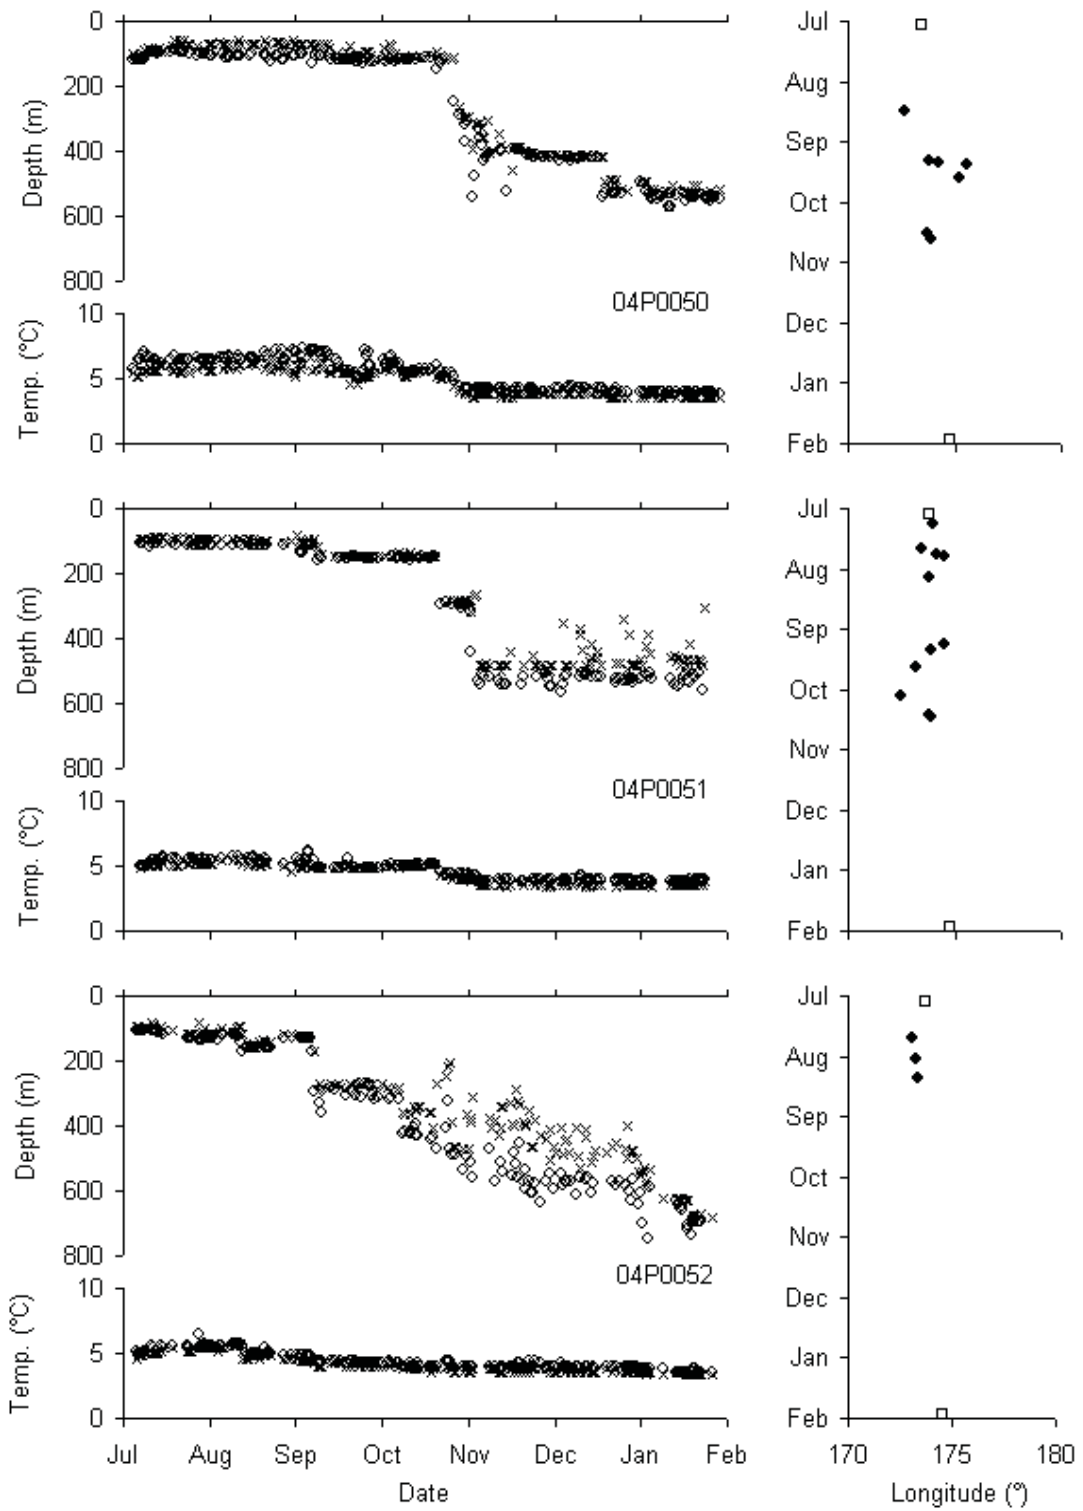 0
200
400
600
800
Depth (m)
04P0050
10
5
0
Temp. (°C)
Jul
Aug
Sep
Oct
Nov
Dec
Jan
Feb
0
200
400
600
800
Depth (m)
04P0051
10
5
0
Temp. (°C)
Jul
Aug
Sep
Oct
Nov
Dec
Jan
Feb
0
200
400
600
800
Depth (m)
04P0052
10
5
0
Temp. (°C)
Jul Aug Sep Oct Nov Dec Jan Feb
Date
Jul
Aug
Sep
Oct
Nov
Dec
Jan
Feb
170 175 180
Longitude (°)